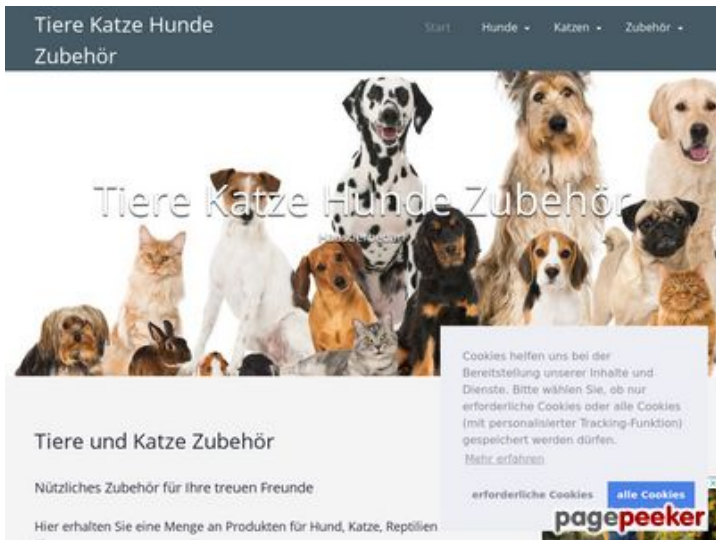 Tiere Katze Hunde
Zubehör
Start
Hunde
Katzen
Zubehör
Tiere Katze Hunde Zubehör
Cookies helfen uns bei der
Bereitstellung unserer Inhalte und
Dienste. Bitte wählen Sie, ob nur
erforderliche Cookies oder alle Cookies
(mit personalisierter Tracking-Funktion)
gespeichert werden dürfen.
Mehr erfahren
erforderliche Cookies
alle Cookies
Tiere und Katze Zubehör
Nützliches Zubehör für Ihre treuen Freunde
Hier erhalten Sie eine Menge an Produkten für Hund, Katze, Reptilien
pagepeeker